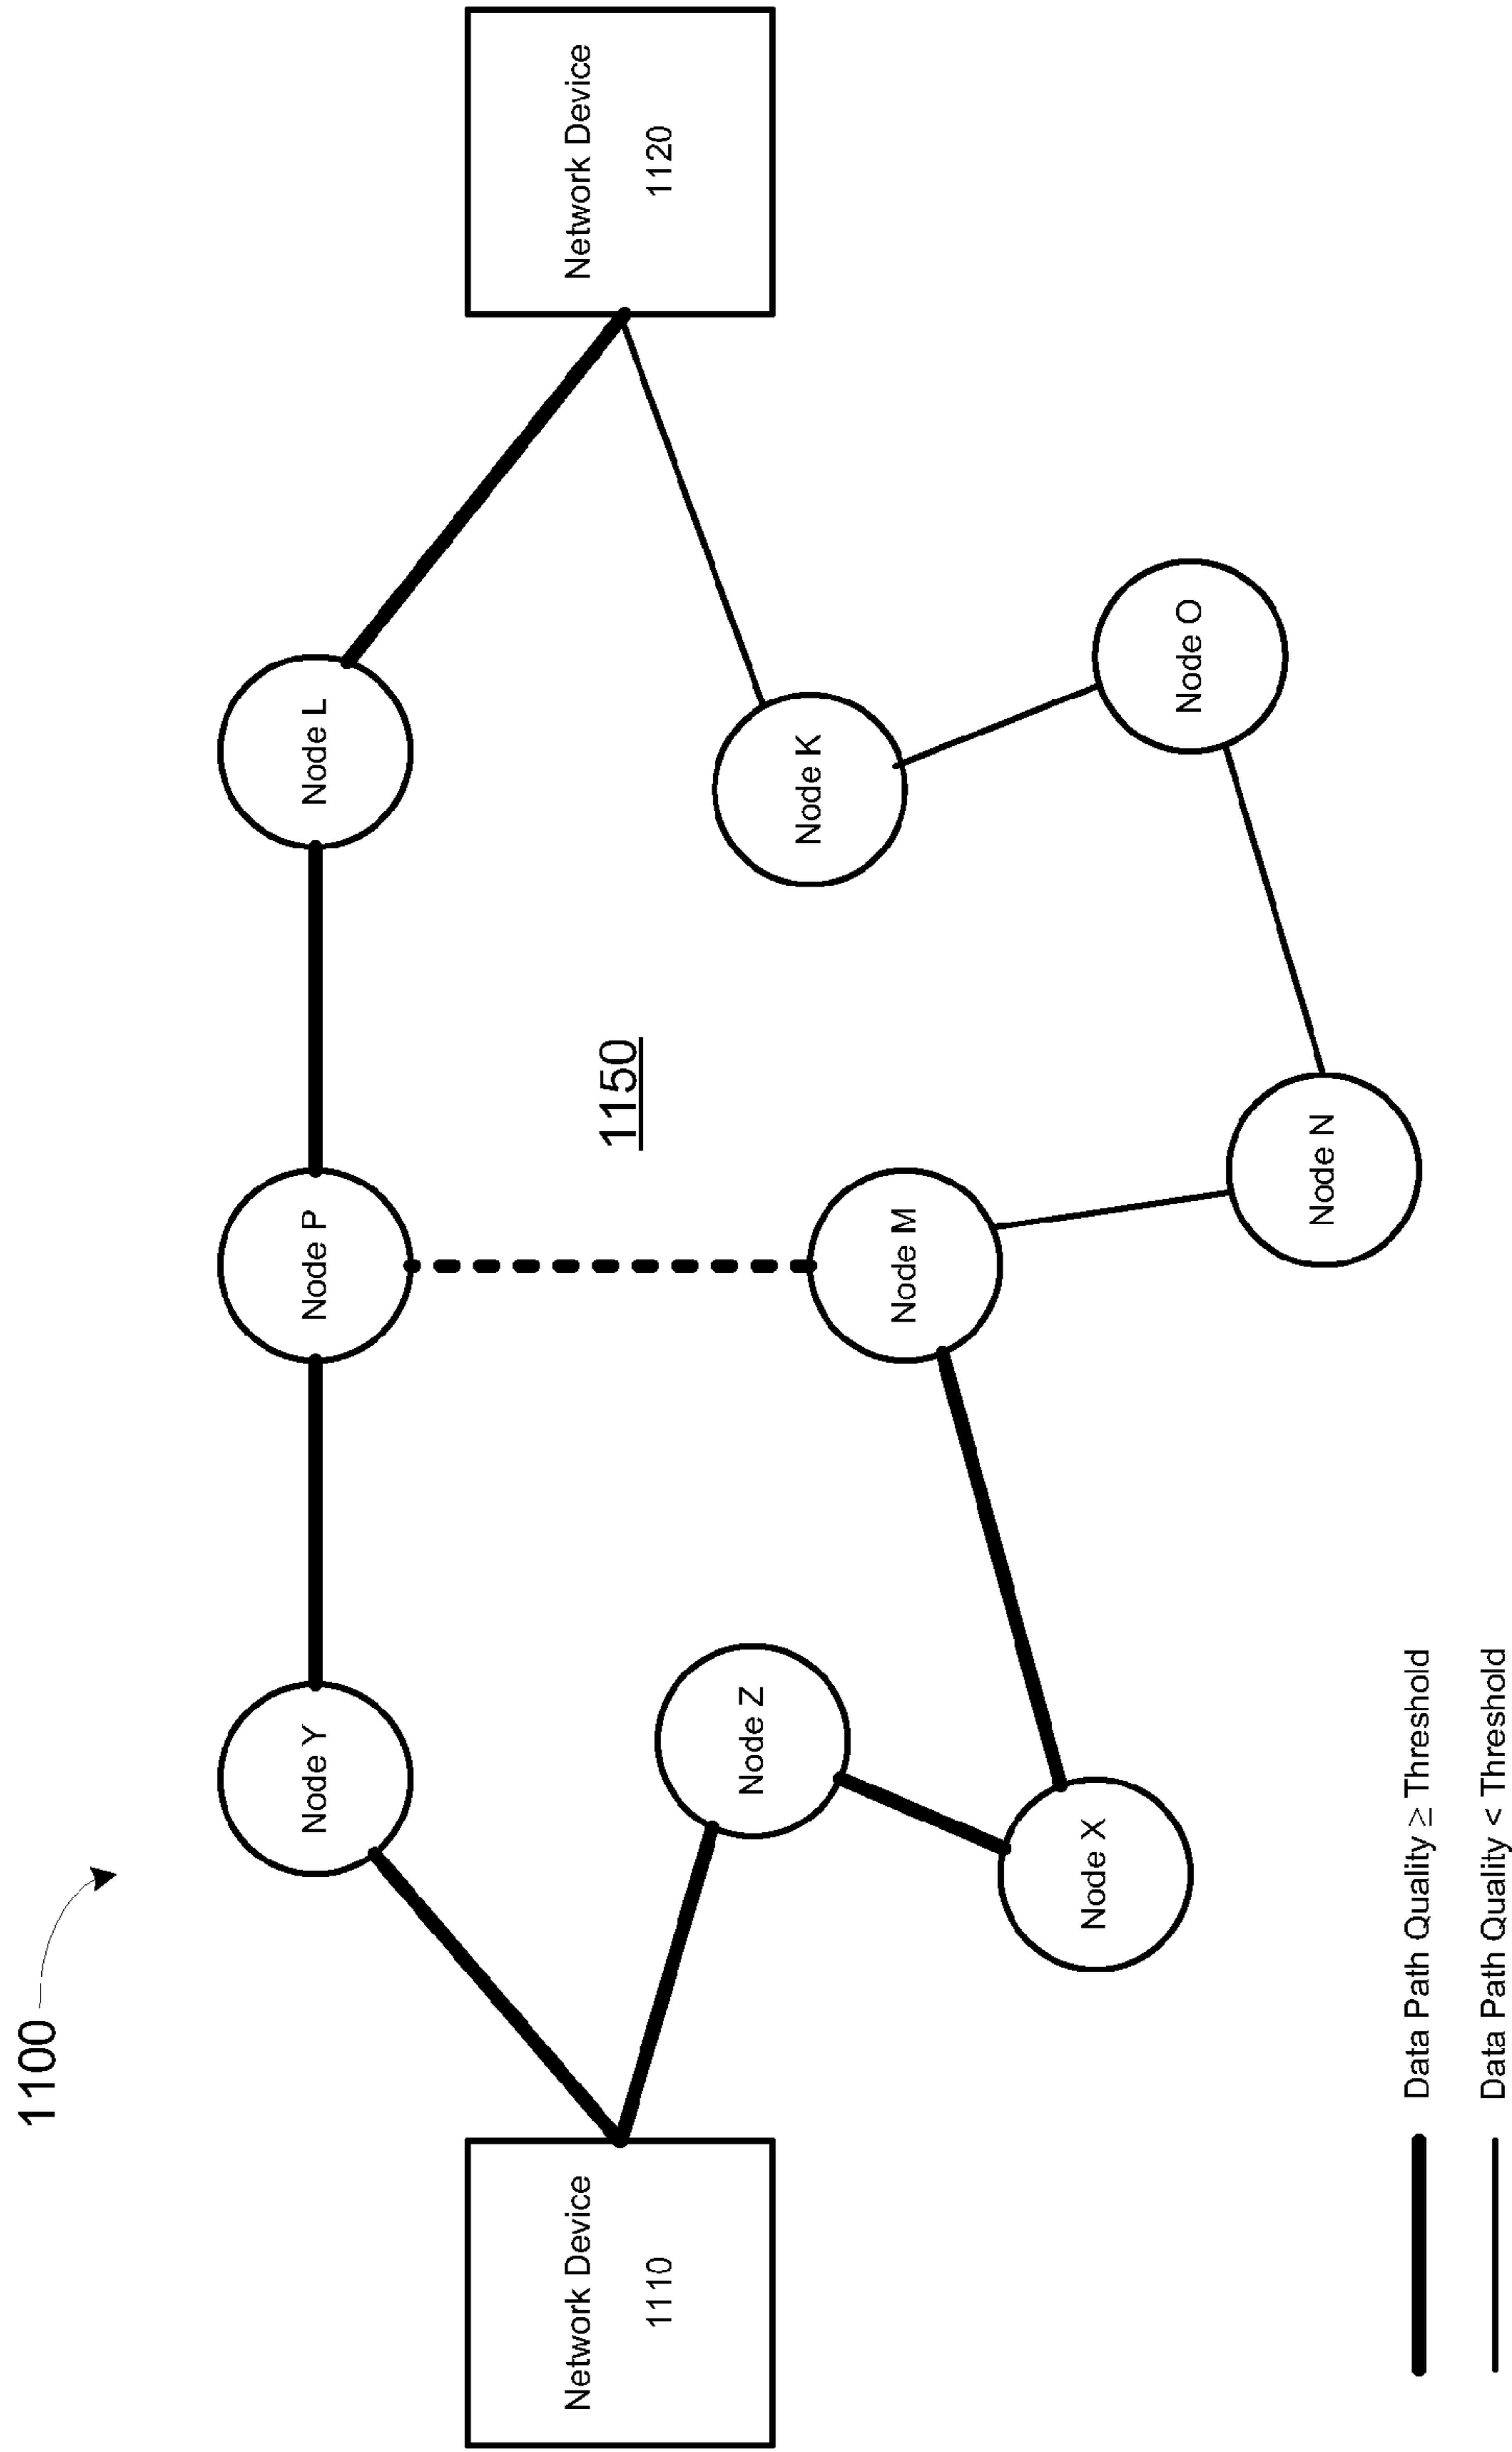 1100
Node Y
Node P
Node L
Network Device
1110
Network Device
1120
1150
Node Z
Node M
Node K
Node X
Node N
Node O
Data Path Quality ≥ Threshold
Data Path Quality < Threshold